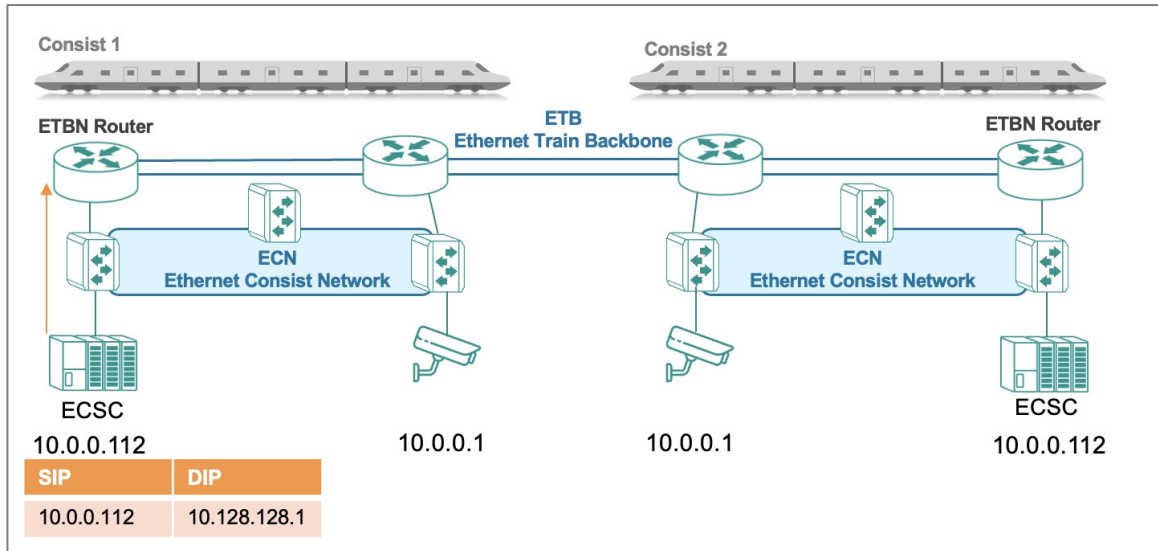 Consist 1
Consist 2
ETBN Router
ETB
Ethernet Train Backbone
ETBN Router
ECN
Ethernet Consist Network
ECN
Ethernet Consist Network
ECSC
ECSC
10.0.0.112
10.0.0.1
10.0.0.1
10.0.0.112
SIP DIP
10.0.0.112 10.128.128.1